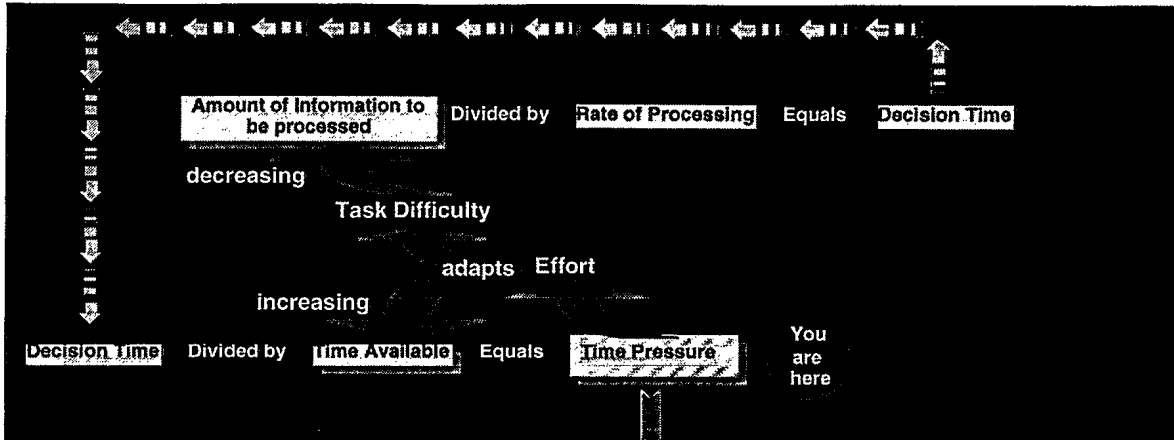 Amount of Information to
be processed
Divided by
Rate of Processing
Equals
Decision Time
decreasing
Task Difficulty
adapts Effort
increasing
Decision Time
Divided by
Time Available
Equals
Time Pressure
You
are
here